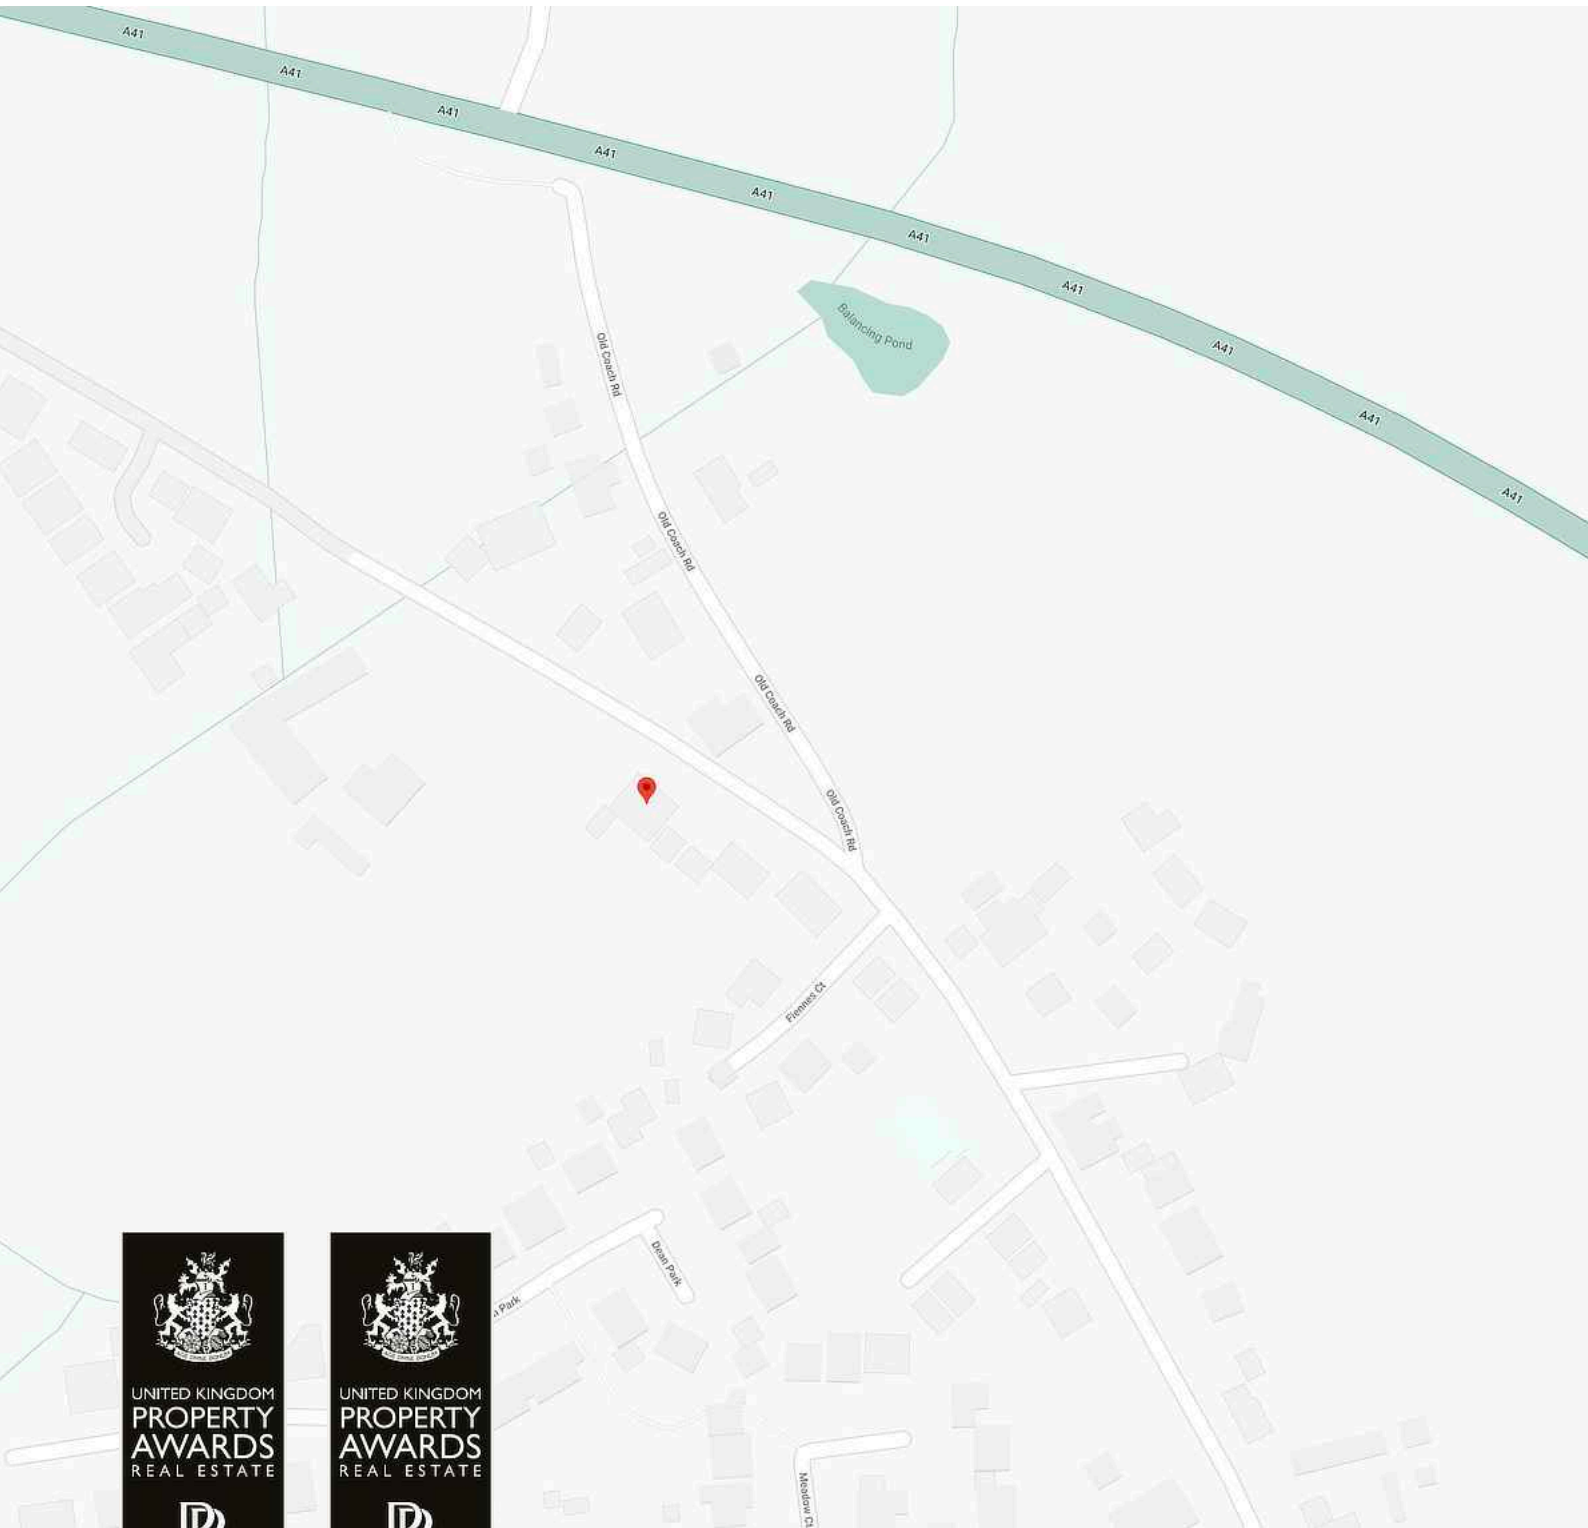 A41
A41
A41
A41
A41
A41
A41
A41
A41
A41
Balancing Pond
Old Coach Rd
Old Coach Rd
Old Coach Rd
Old Coach Rd
Fiennes Ct
Dean Park
Park
Meadow Ct
UNITED KINGDOM
PROPERTY
AWARDS
REAL ESTATE
UNITED KINGDOM
PROPERTY
AWARDS
REAL ESTATE